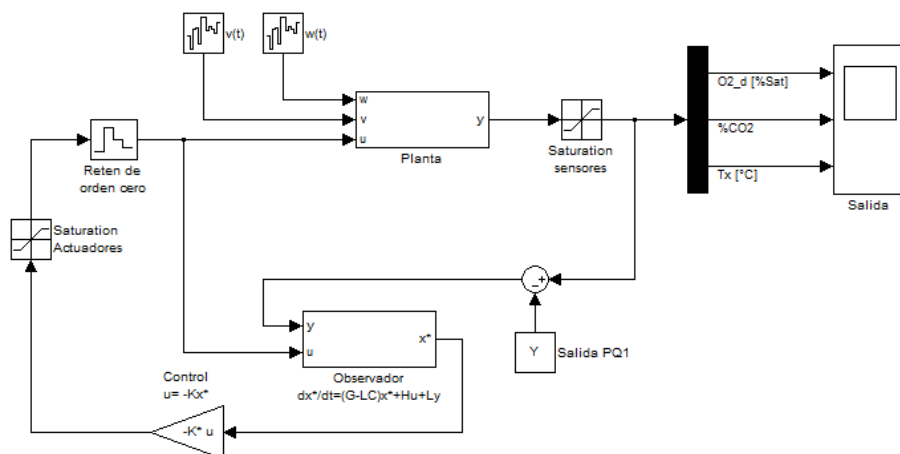 v(t)
w(t)
w
v
u
y
Planta
Saturation
sensores
O2_d [%Sat]
%CO2
Tx [°C]
Salida
Reten de
orden cero
Saturation
Actuadores
y
u
x*
Observador
dx*/dt=(G-LC)x*+Hu+Ly
+
-
Y
Salida PQ1
Control
u= -Kx*
-K* u